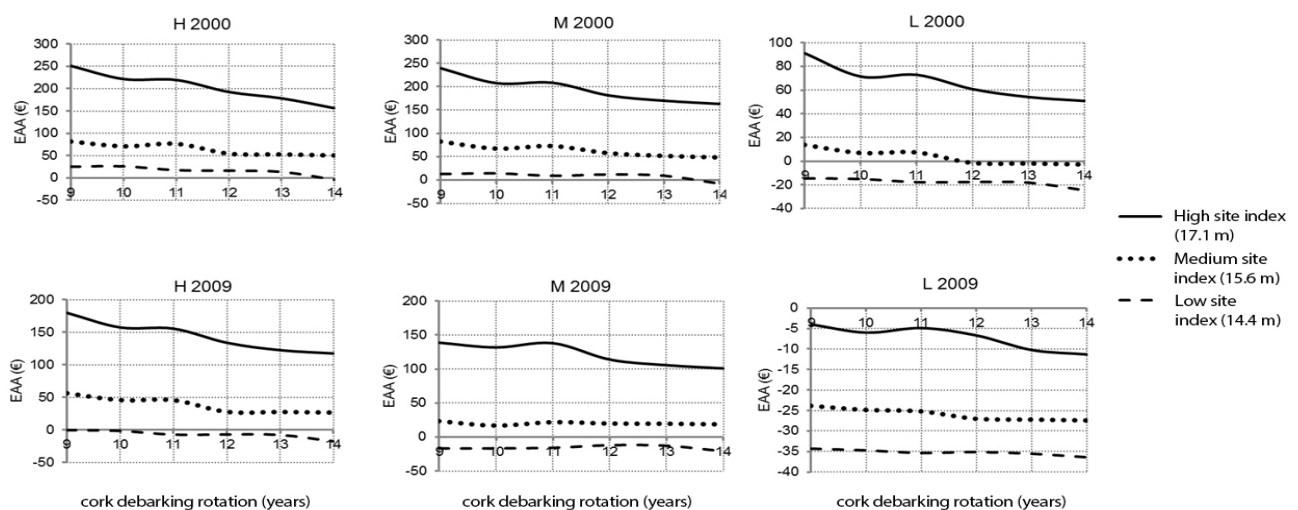 H 2000
300
250
200
150
100
50
0
-50
EAA (€)
9 10 11 12 13 14
M 2000
300
250
200
150
100
50
0
-50
EAA (€)
9 10 11 12 13 14
L 2000
100
80
60
40
20
0
-20
-40
EAA (€)
9 10 11 12 13 14
High site index
(17.1 m)
Medium site
index (15.6 m)
Low site
index (14.4 m)
H 2009
200
150
100
50
0
-50
EAA (€)
9 10 11 12 13 14
cork debarking rotation (years)
M 2009
200
150
100
50
0
-50
EAA (€)
9 10 11 12 13 14
cork debarking rotation (years)
L 2009
0
-5
-10
-15
-20
-25
-30
-35
-40
EAA (€)
9 10 11 12 13 14
cork debarking rotation (years)